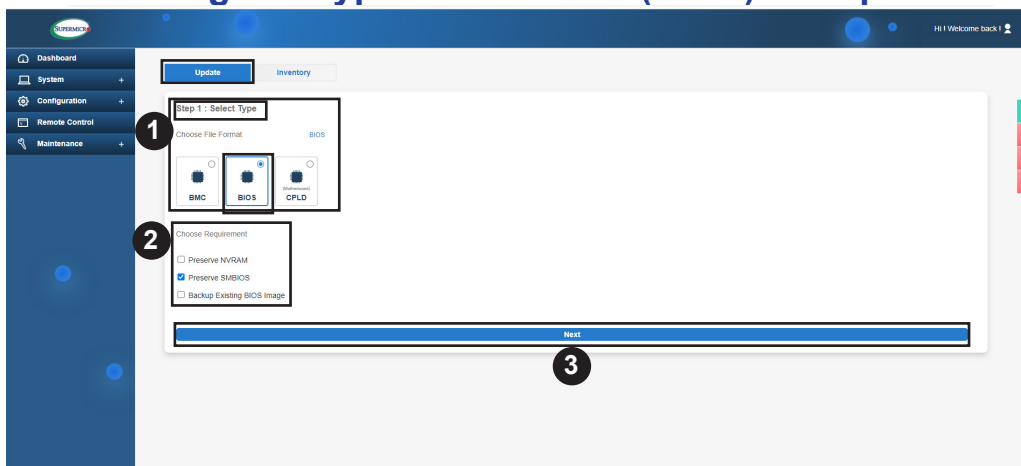 SUPERMICR
Hi ! Welcome back !
Dashboard
System +
Configuration +
Remote Control
Maintenance +
Update Inventory
Step 1 : Select Type
1
Choose File Format BIOS
BMC BIOS (Motherboard) CPLD
2
Choose Requirement
Preserve NVRAM
Preserve SMBIOS
Backup Existing BIOS Image
Next
3